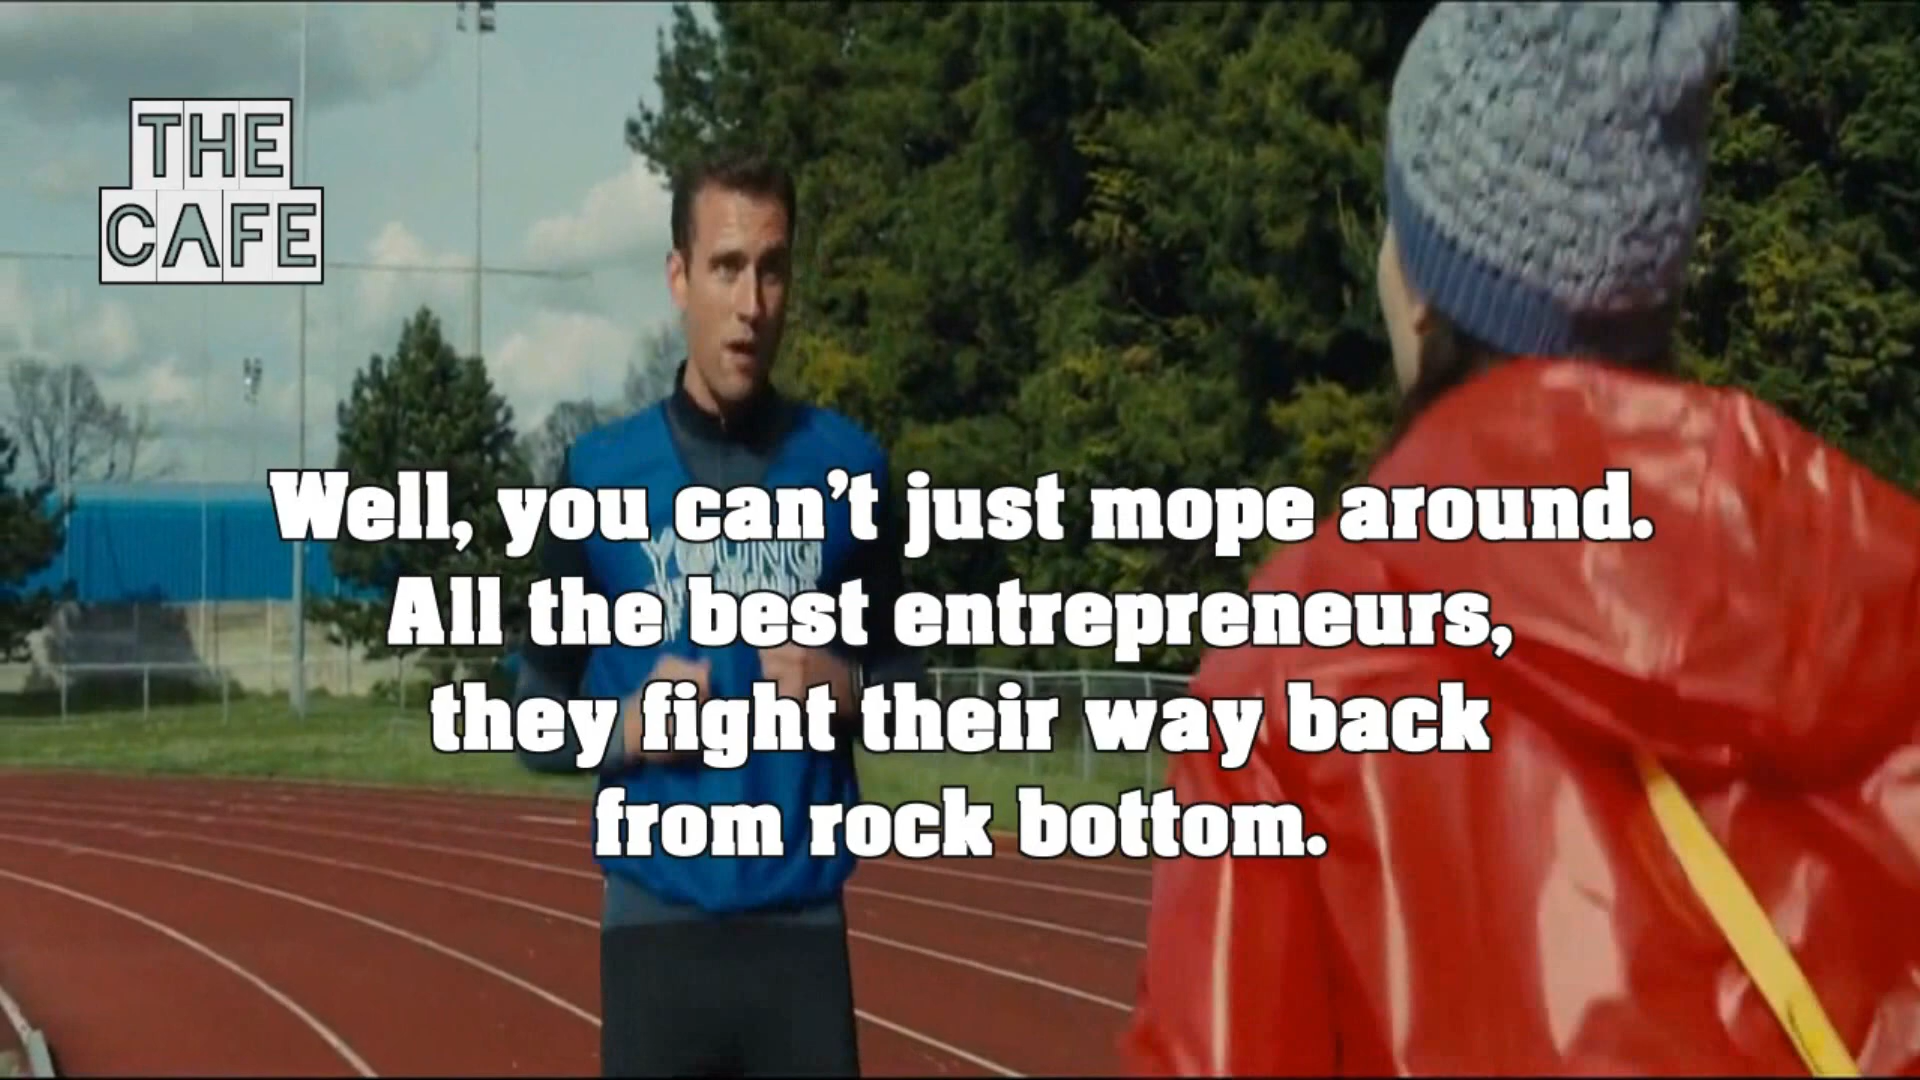 THE
CAFE
YOUNG
Well, you can't just mope around.
All the best entrepreneurs,
they fight their way back
from rock bottom.